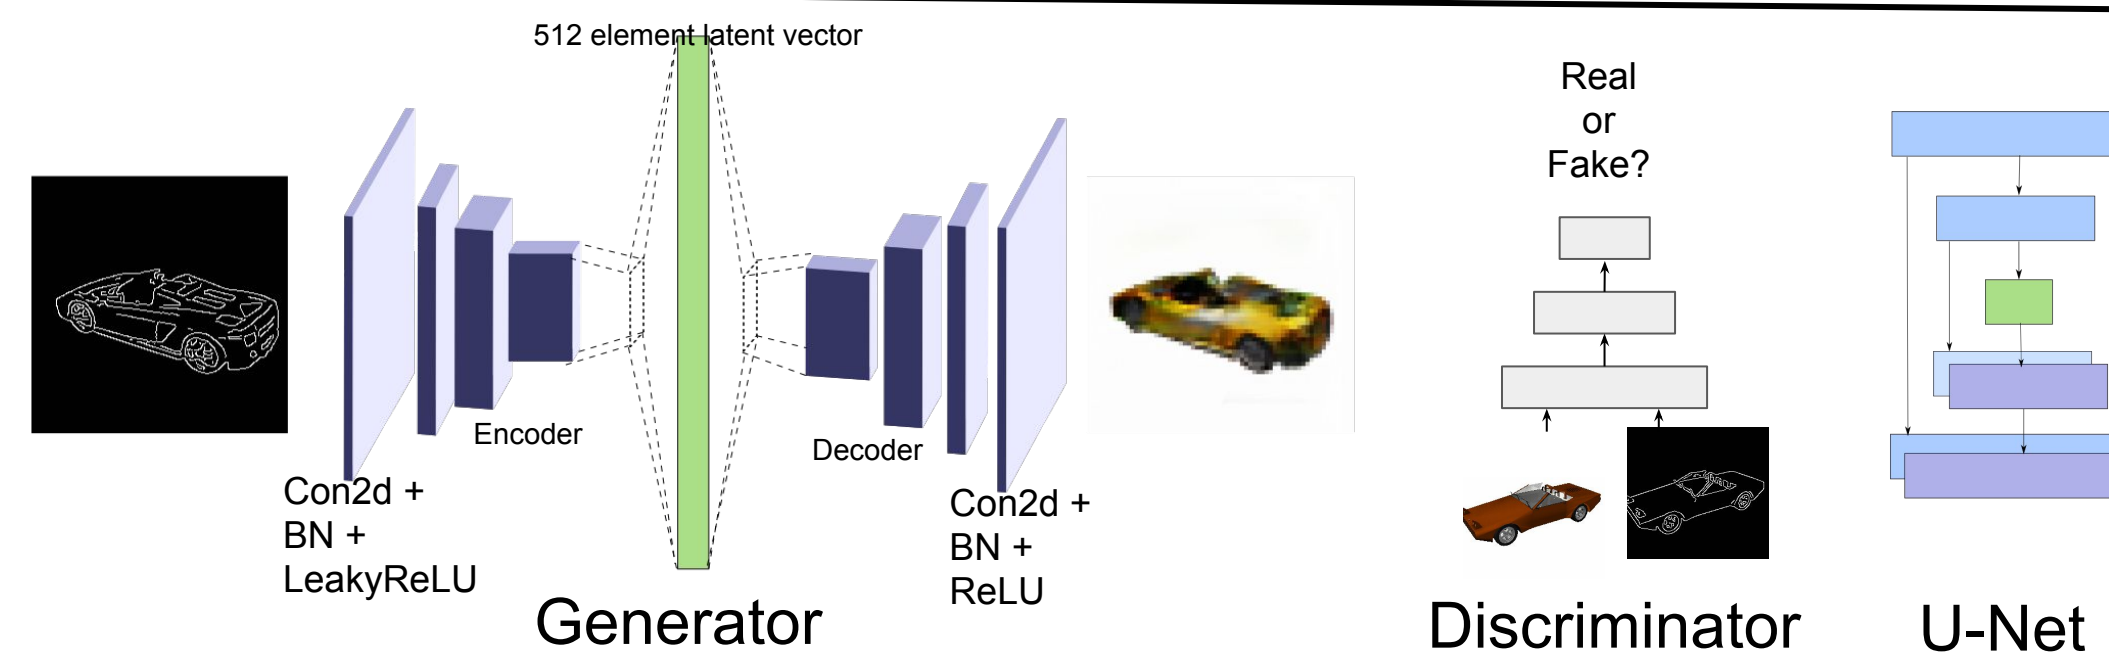 512 element latent vector
Encoder
Con2d +
BN +
LeakyReLU
Decoder
Con2d +
BN +
ReLU
Generator
Real
or
Fake?
Discriminator
U-Net